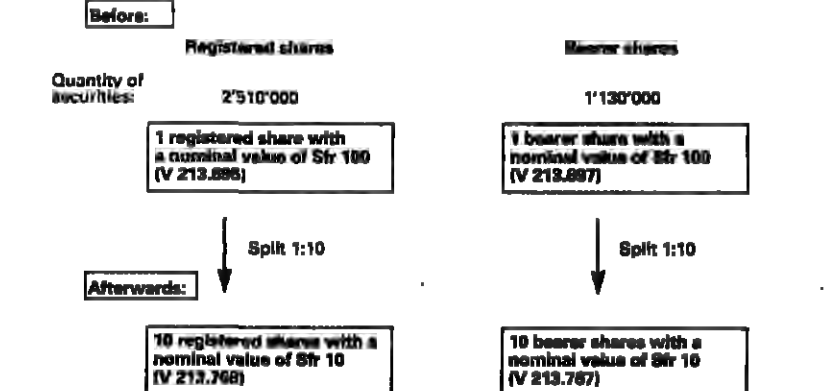 Before:
Registered shares
Bearer shares
Quantity of
securities:
2'510'000
1'130'000
1 registered share with
a nominal value of Sfr 100
(V 213.696)
1 bearer share with a
nominal value of Sfr 100
(V 213.697)
Split 1:10
Split 1:10
Afterwards:
10 registered shares with a
nominal value of Sfr 10
(V 213.768)
10 bearer shares with a
nominal value of Sfr 10
(V 213.767)